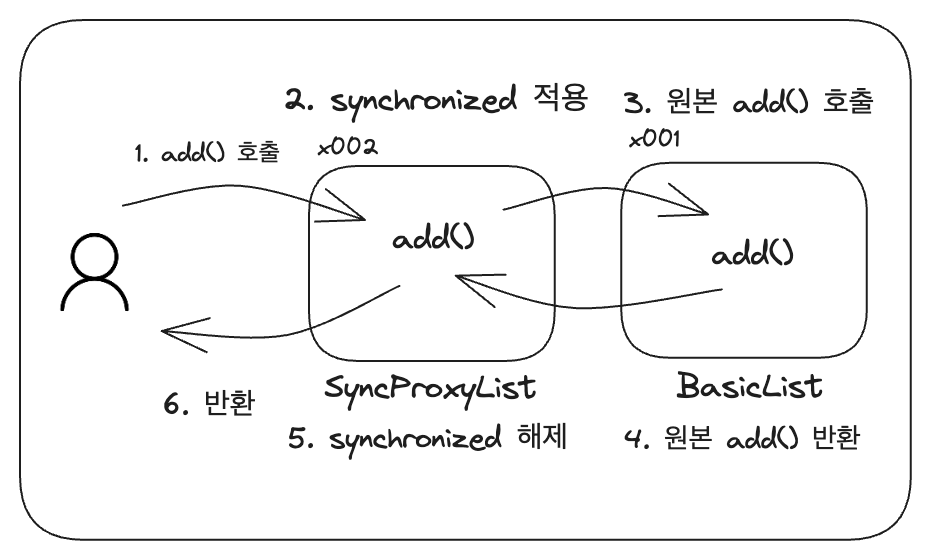 2. synchronized 적용
3. 원본 add() 호출
1. add() 호출
x002
x001
add()
add()
SyncProxyList
BasicList
6. 반환
5. synchronized 해제
4. 원본 add() 반환